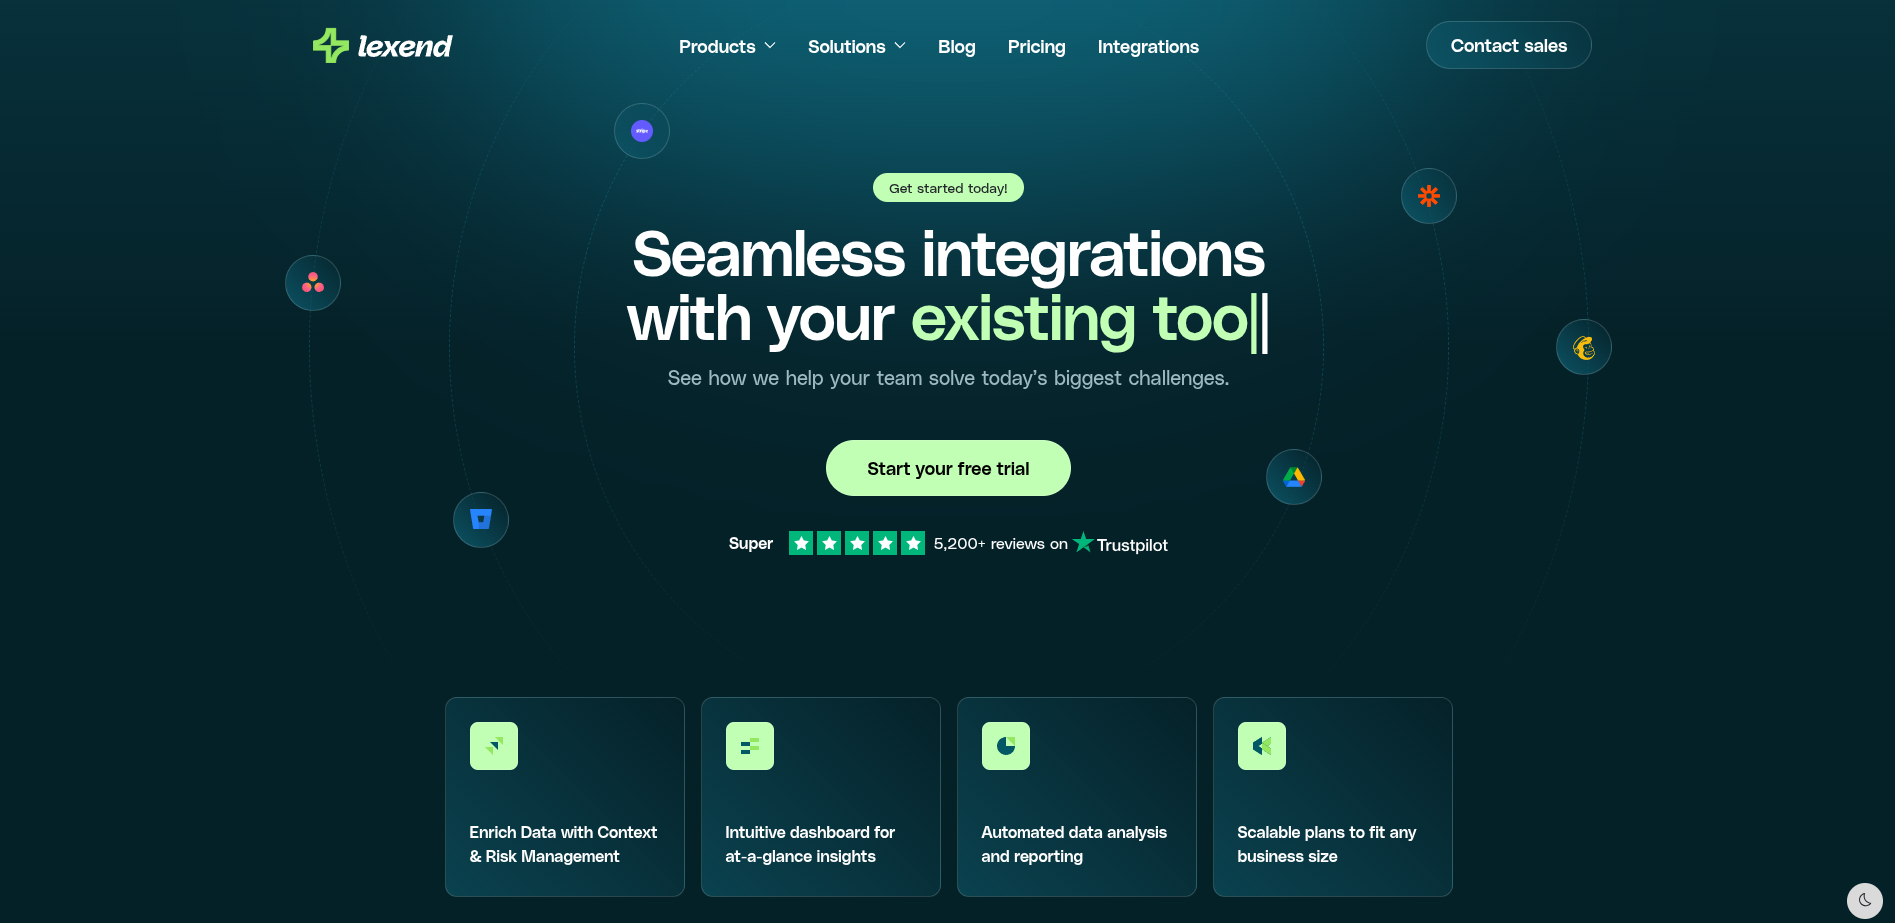 lexend
Products
Solutions
Blog
Pricing
Integrations
Contact sales
stripe
Get started today!
Seamless integrations
with your existing tool|
See how we help your team solve today’s biggest challenges.
Start your free trial
Super
5,200+ reviews on
Trustpilot
Enrich Data with Context
& Risk Management
Intuitive dashboard for
at-a-glance insights
Automated data analysis
and reporting
Scalable plans to fit any
business size